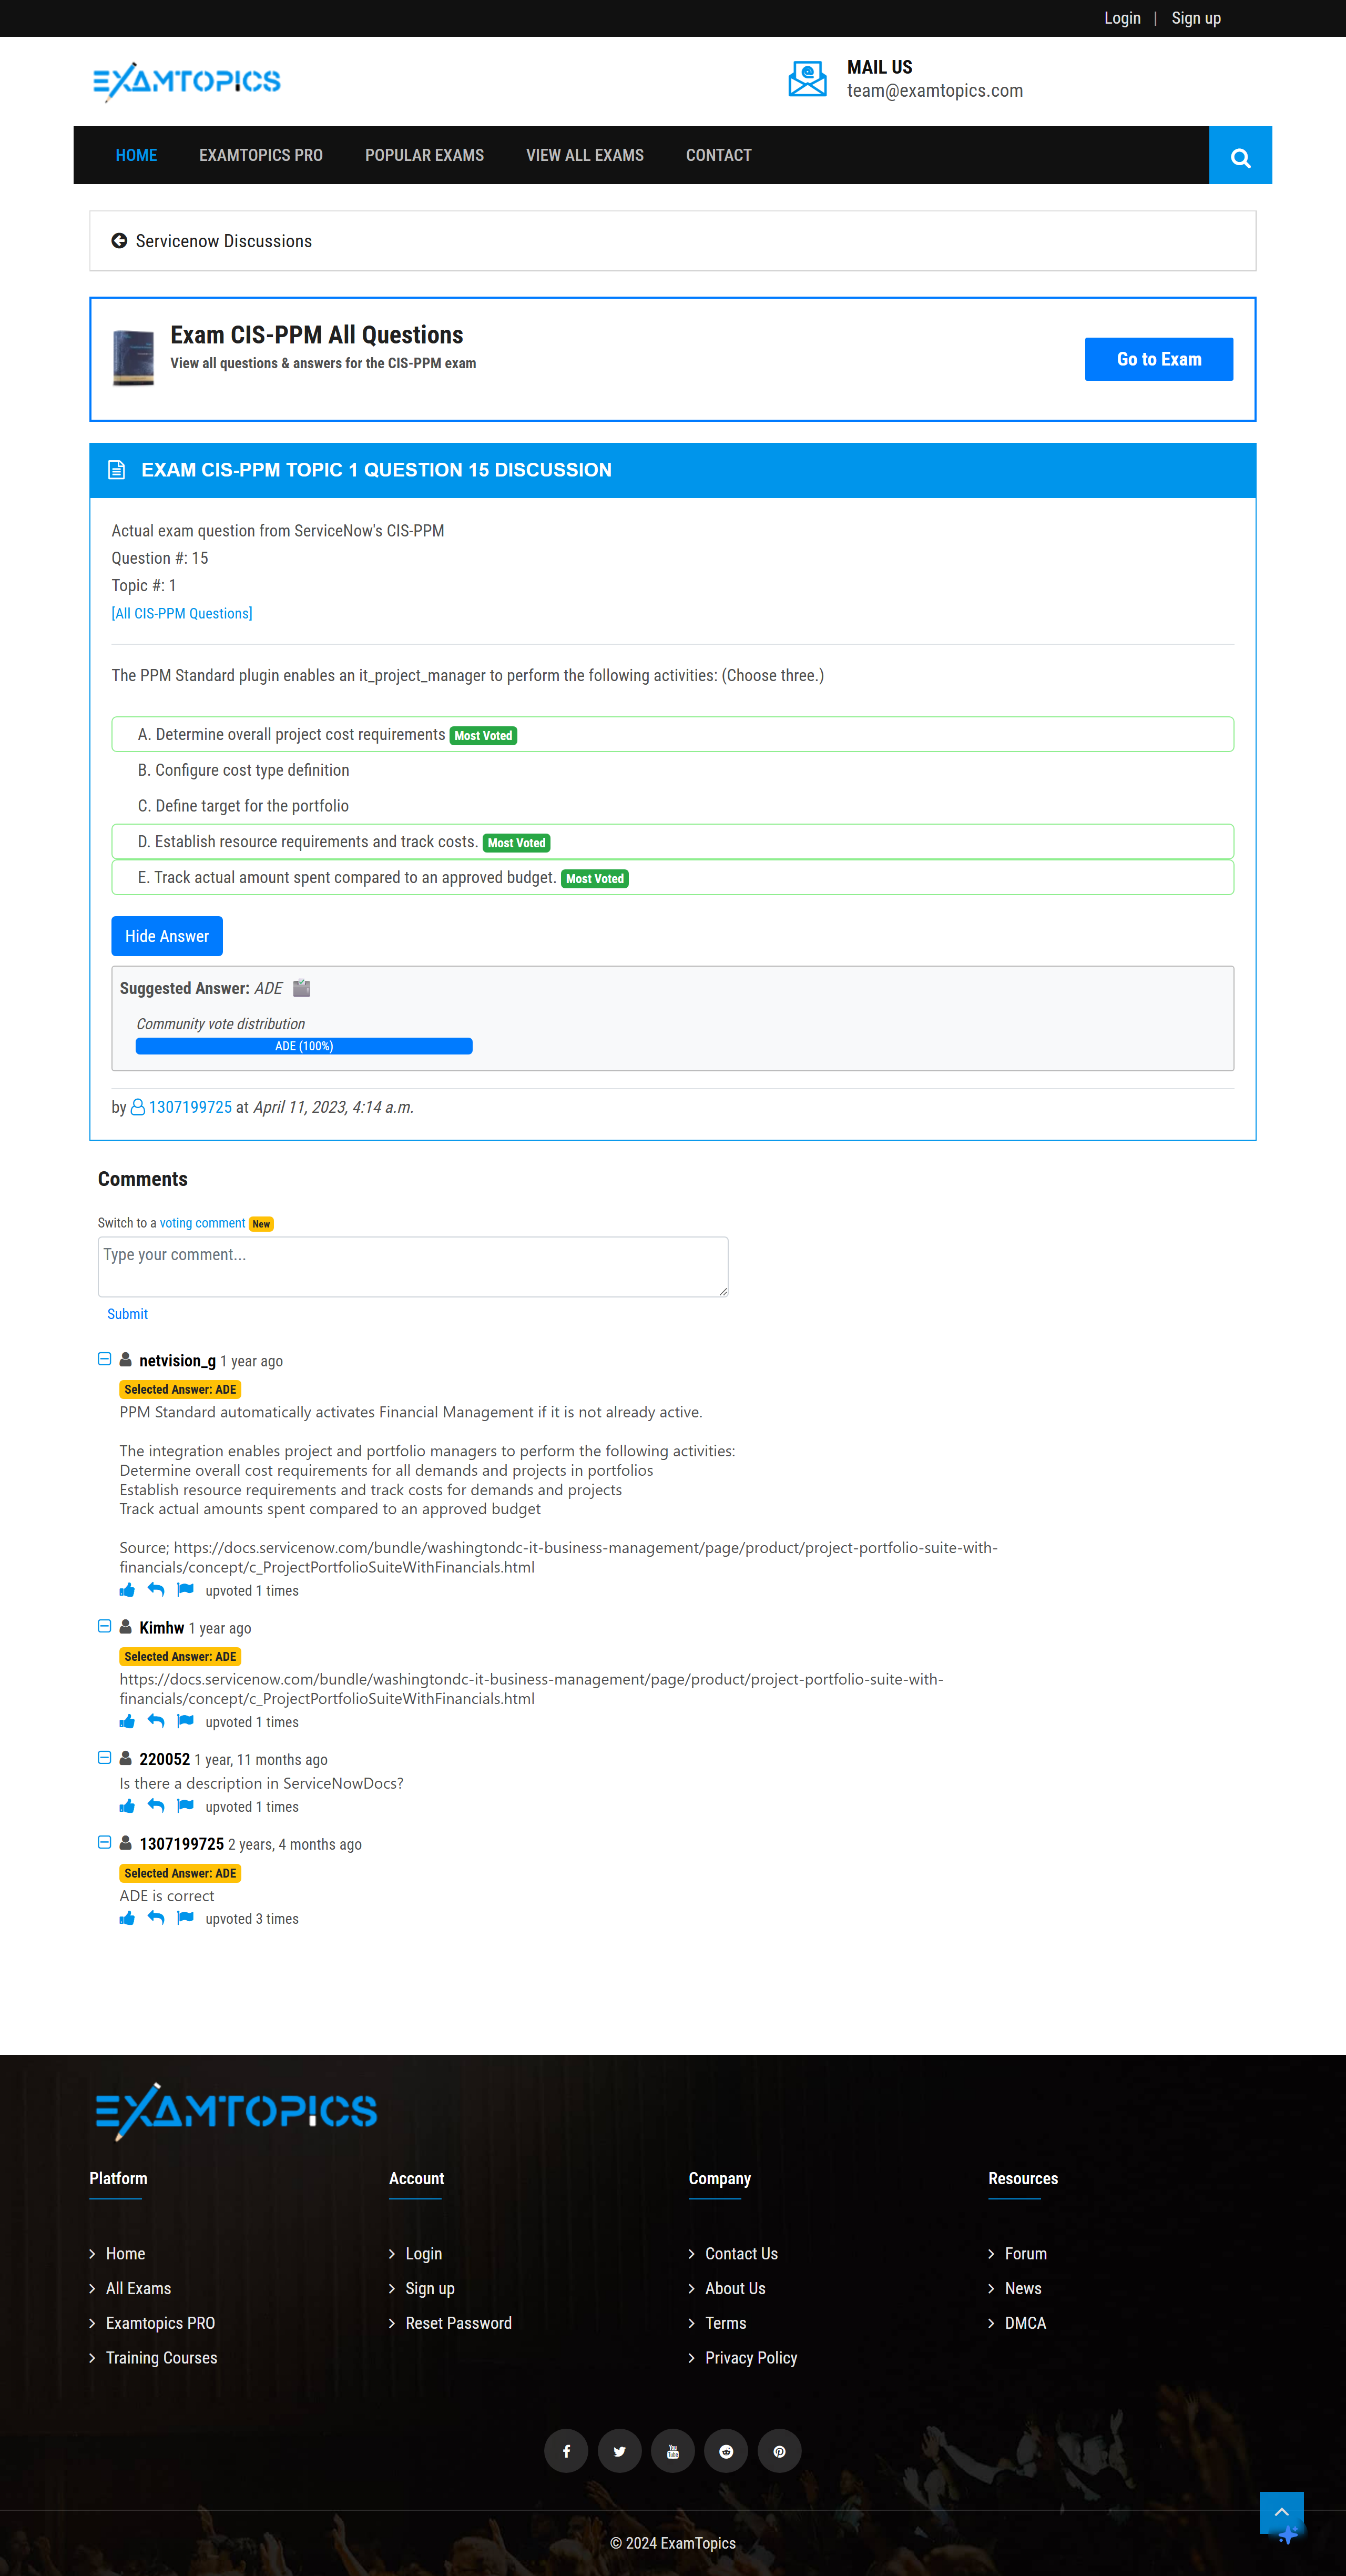 Login | Sign up
EXAMTOPICS
MAIL US
team@examtopics.com
HOME EXAMTOPICS PRO POPULAR EXAMS VIEW ALL EXAMS CONTACT
Servicenow Discussions
Exam CIS-PPM All Questions
View all questions & answers for the CIS-PPM exam
Go to Exam
EXAM CIS-PPM TOPIC 1 QUESTION 15 DISCUSSION
Actual exam question from ServiceNow's CIS-PPM
Question #: 15
Topic #: 1
[All CIS-PPM Questions]
The PPM Standard plugin enables an it_project_manager to perform the following activities: (Choose three.)
A. Determine overall project cost requirements Most Voted
B. Configure cost type definition
C. Define target for the portfolio
D. Establish resource requirements and track costs. Most Voted
E. Track actual amount spent compared to an approved budget. Most Voted
Hide Answer
Suggested Answer: ADE
Community vote distribution
ADE (100%)
by 1307199725 at April 11, 2023, 4:14 a.m.
Comments
Switch to a voting comment New
Type your comment...
Submit
netvision_g 1 year ago
Selected Answer: ADE
PPM Standard automatically activates Financial Management if it is not already active.
The integration enables project and portfolio managers to perform the following activities:
Determine overall cost requirements for all demands and projects in portfolios
Establish resource requirements and track costs for demands and projects
Track actual amounts spent compared to an approved budget
Source; https://docs.servicenow.com/bundle/washingtondc-it-business-management/page/product/project-portfolio-suite-with-
financials/concept/c_ProjectPortfolioSuiteWithFinancials.html
upvoted 1 times
Kimhw 1 year ago
Selected Answer: ADE
https://docs.servicenow.com/bundle/washingtondc-it-business-management/page/product/project-portfolio-suite-with-
financials/concept/c_ProjectPortfolioSuiteWithFinancials.html
upvoted 1 times
220052 1 year, 11 months ago
Is there a description in ServiceNowDocs?
upvoted 1 times
1307199725 2 years, 4 months ago
Selected Answer: ADE
ADE is correct
upvoted 3 times
EXAMTOPICS
Platform
Home
All Exams
Examtopics PRO
Training Courses
Account
Login
Sign up
Reset Password
Company
Contact Us
About Us
Terms
Privacy Policy
Resources
Forum
News
DMCA
© 2024 ExamTopics